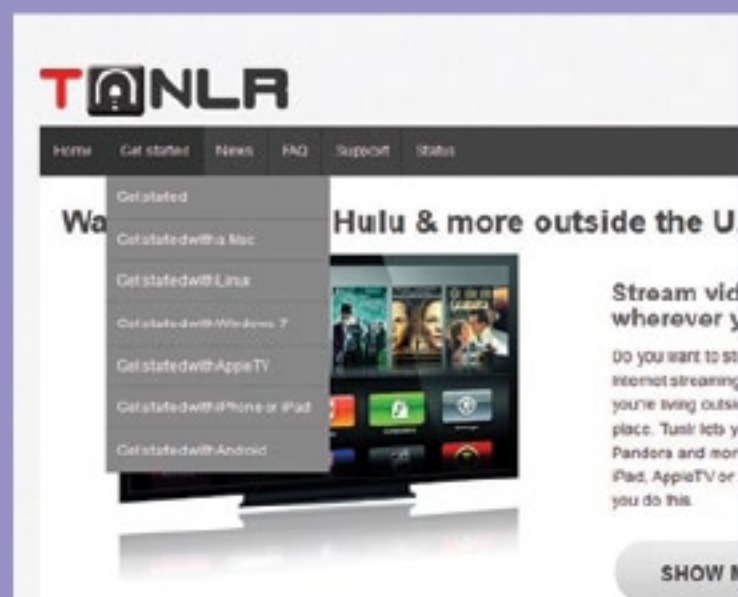 TUNLR
Home Get started News FAQ Support Status
Get started
Get started with a Mac
Get started with Linux
Get started with Windows 7
Get started with AppleTV
Get started with iPhone or iPad
Get started with Android
Wa
Hulu & more outside the U.
Stream vid
wherever y
Do you want to st
Internet streaming
you're living outsi
place. Tunlr lets y
Pandora and mor
iPad, AppleTV or
you do this.
SHOW M